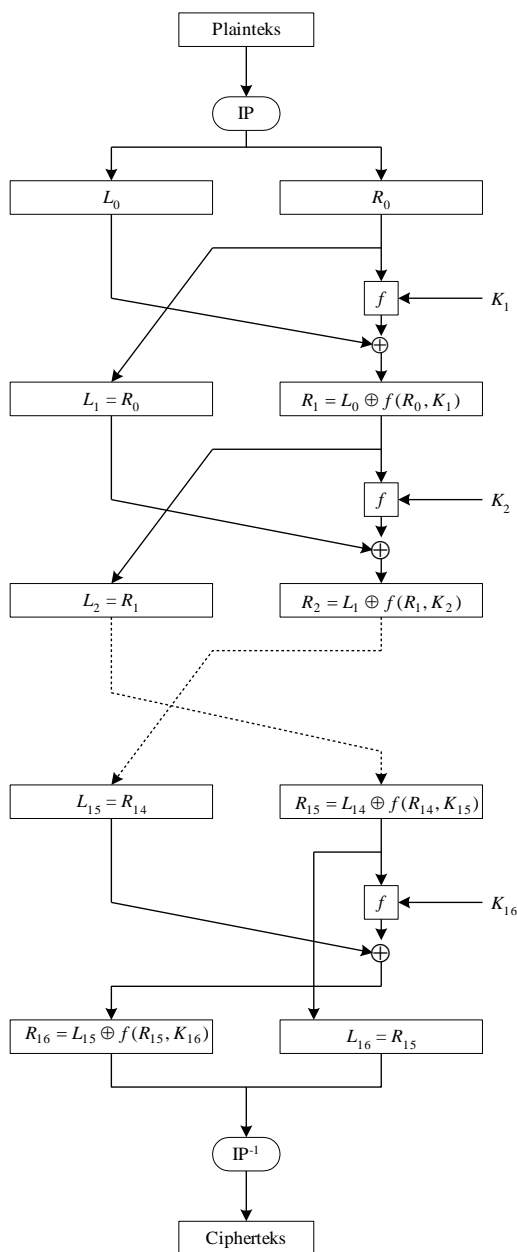 Plainteks
IP
L₀
R₀
f
K₁
⊕
L₁ = R₀
R₁ = L₀ ⊕ f(R₀, K₁)
f
K₂
⊕
L₂ = R₁
R₂ = L₁ ⊕ f(R₁, K₂)
L₁₅ = R₁₄
R₁₅ = L₁₄ ⊕ f(R₁₄, K₁₅)
f
K₁₆
⊕
R₁₆ = L₁₅ ⊕ f(R₁₅, K₁₆)
L₁₆ = R₁₅
IP⁻¹
Cipherteks